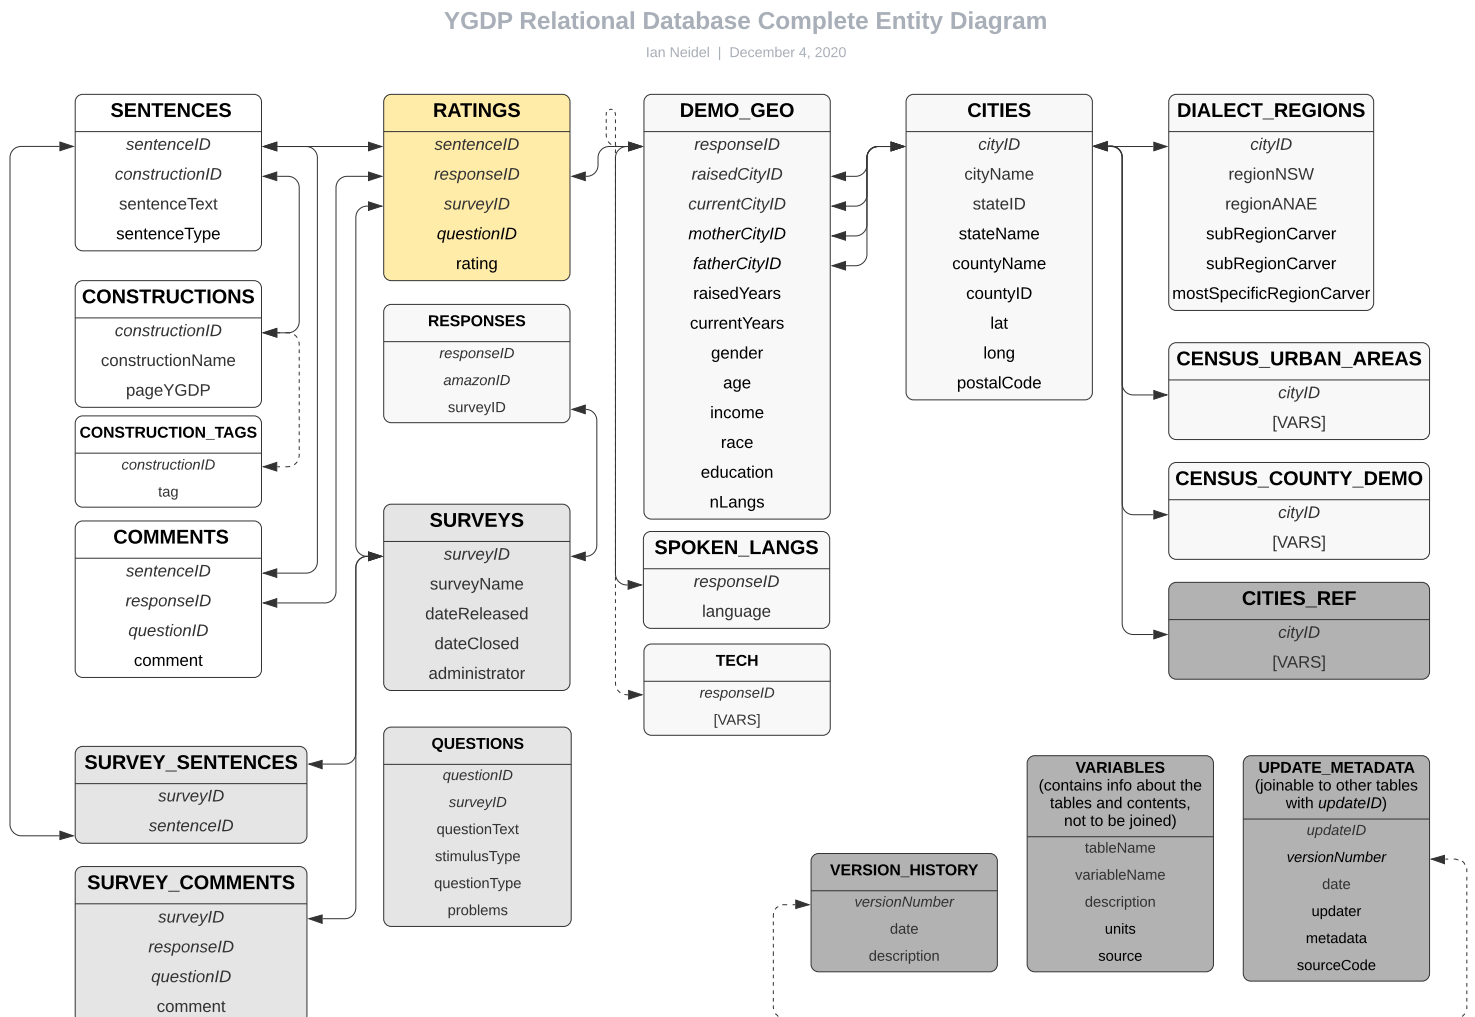 YGDP Relational Database Complete Entity Diagram
Ian Neidel | December 4, 2020
SENTENCES
sentenceID
constructionID
sentenceText
sentenceType
CONSTRUCTIONS
constructionID
constructionName
pageYGDP
CONSTRUCTION_TAGS
constructionID
tag
COMMENTS
sentenceID
responseID
questionID
comment
SURVEY_SENTENCES
surveyID
sentenceID
SURVEY_COMMENTS
surveyID
responseID
questionID
comment
RATINGS
sentenceID
responseID
surveyID
questionID
rating
RESPONSES
responseID
amazonID
surveyID
SURVEYS
surveyID
surveyName
dateReleased
dateClosed
administrator
QUESTIONS
questionID
surveyID
questionText
stimulusType
questionType
problems
DEMO_GEO
responseID
raisedCityID
currentCityID
motherCityID
fatherCityID
raisedYears
currentYears
gender
age
income
race
education
nLangs
SPOKEN_LANGS
responseID
language
TECH
responseID
[VARS]
CITIES
cityID
cityName
stateID
stateName
countyName
countyID
lat
long
postalCode
DIALECT_REGIONS
cityID
regionNSW
regionANAE
subRegionCarver
subRegionCarver
mostSpecificRegionCarver
CENSUS_URBAN_AREAS
cityID
[VARS]
CENSUS_COUNTY_DEMO
cityID
[VARS]
CITIES_REF
cityID
[VARS]
VERSION_HISTORY
versionNumber
date
description
VARIABLES
(contains info about the
tables and contents,
not to be joined)
tableName
variableName
description
units
source
UPDATE_METADATA
(joinable to other tables
with updateID)
updateID
versionNumber
date
updater
metadata
sourceCode